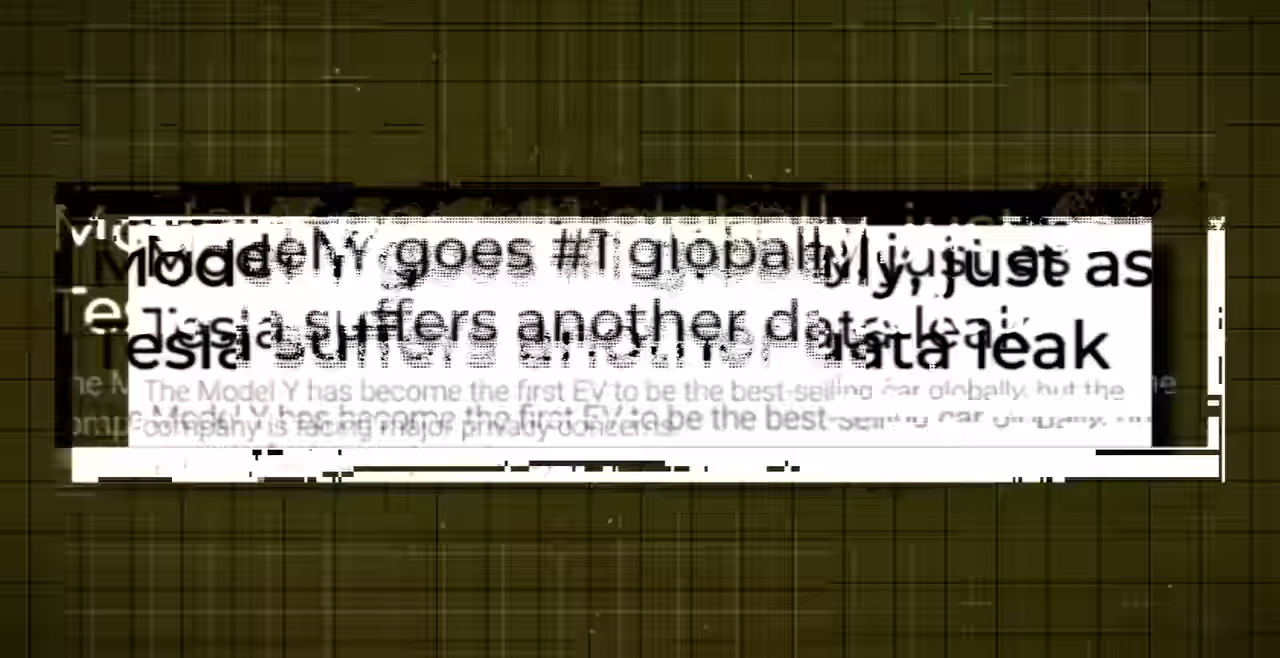 Model Y goes #1 globally, just as
Tesla suffers another data leak
The Model Y has become the first EV to be the best-selling car globally, but the
company is facing major privacy concerns.